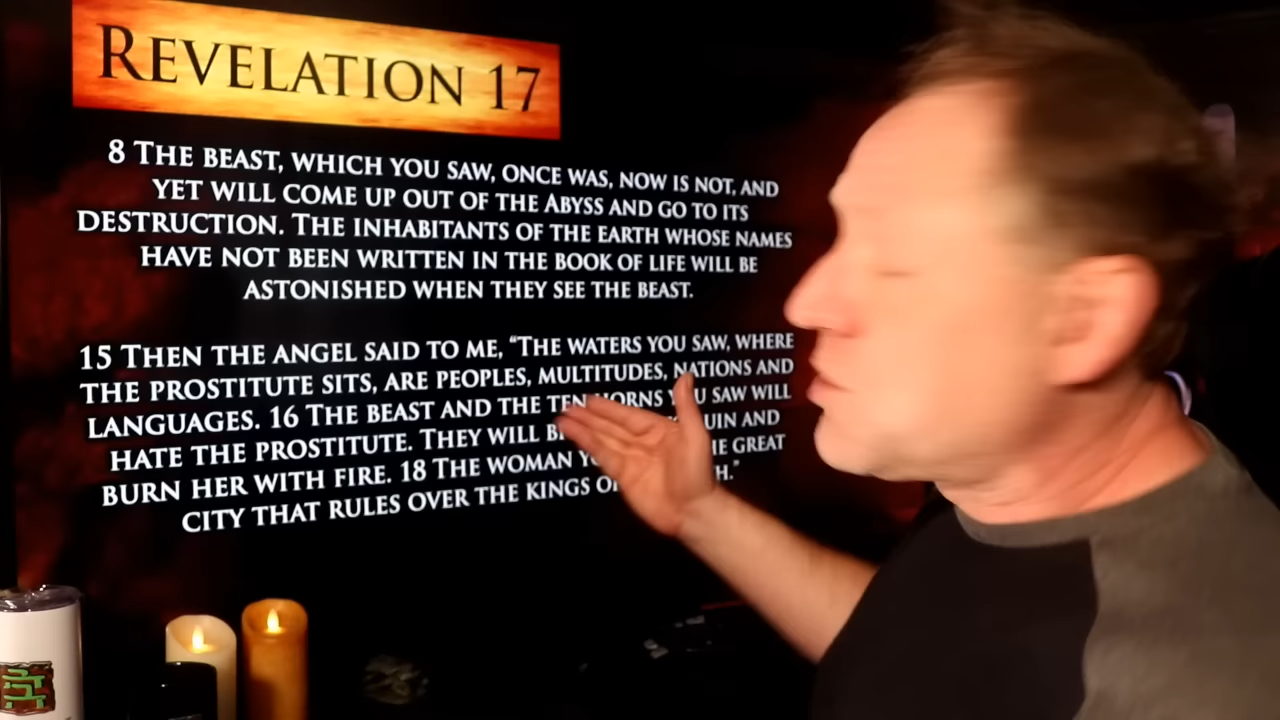 REVELATION 17
8 THE BEAST, WHICH YOU SAW, ONCE WAS, NOW IS NOT, AND
YET WILL COME UP OUT OF THE ABYSS AND GO TO ITS
DESTRUCTION. THE INHABITANTS OF THE EARTH WHOSE NAMES
HAVE NOT BEEN WRITTEN IN THE BOOK OF LIFE WILL BE
ASTONISHED WHEN THEY SEE THE BEAST.
15 THEN THE ANGEL SAID TO ME, “THE WATERS YOU SAW, WHERE
THE PROSTITUTE SITS, ARE PEOPLES, MULTITUDES, NATIONS AND
LANGUAGES. 16 THE BEAST AND THE TEN HORNS YOU SAW WILL
HATE THE PROSTITUTE. THEY WILL AND
BURN HER WITH FIRE. 18 THE WOMAN GREAT
CITY THAT RULES OVER THE KINGS